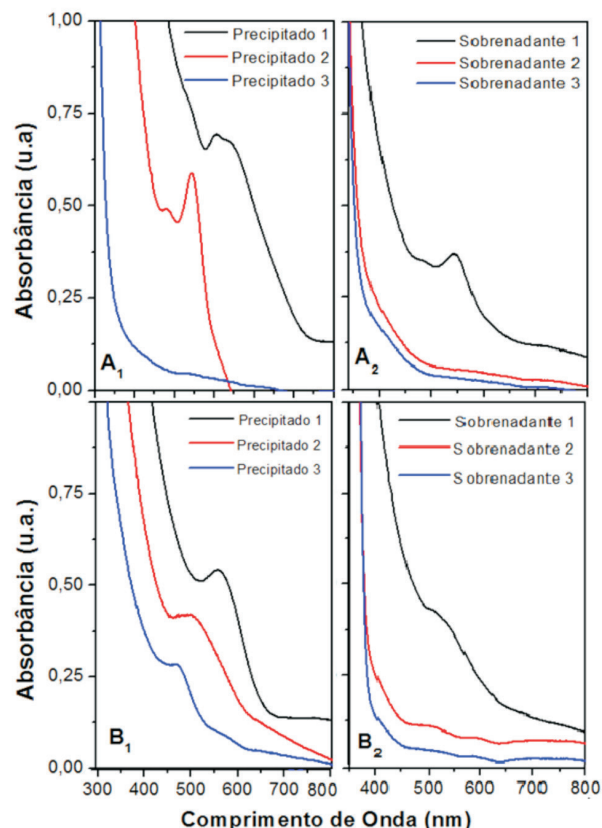 1,00
0,75
0,50
0,25
0,00
Absorbância (u.a)
Precipitado 1
Precipitado 2
Precipitado 3
A1
Sobrenadante 1
Sobrenadante 2
Sobrenadante 3
A2
0,75
0,50
0,25
0,00
Absorbância (u.a.)
Precipitado 1
Precipitado 2
Precipitado 3
B1
Sobrenadante 1
Sobrenadante 2
Sobrenadante 3
B2
300 400 500 600 700 800
400 500 600 700 800
Comprimento de Onda (nm)